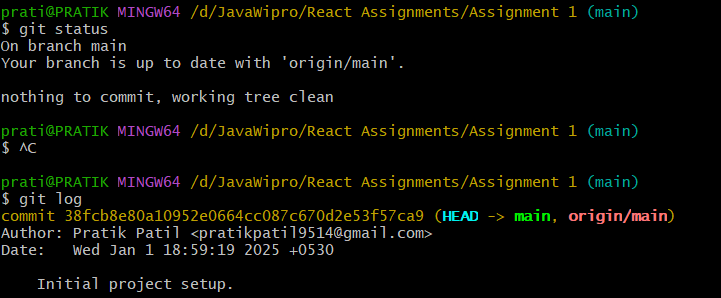 prati@PRATIK MINGW64 /d/JavaWipro/React Assignments/Assignment 1 (main)
$ git status
On branch main
Your branch is up to date with 'origin/main'.
nothing to commit, working tree clean
prati@PRATIK MINGW64 /d/JavaWipro/React Assignments/Assignment 1 (main)
$ ^C
prati@PRATIK MINGW64 /d/JavaWipro/React Assignments/Assignment 1 (main)
$ git log
commit 38fcb8e80a10952e0664cc087c670d2e53f57ca9 (HEAD -> main, origin/main)
Author: Pratik Patil <pratikpatil9514@gmail.com>
Date:   Wed Jan 1 18:59:19 2025 +0530
    Initial project setup.